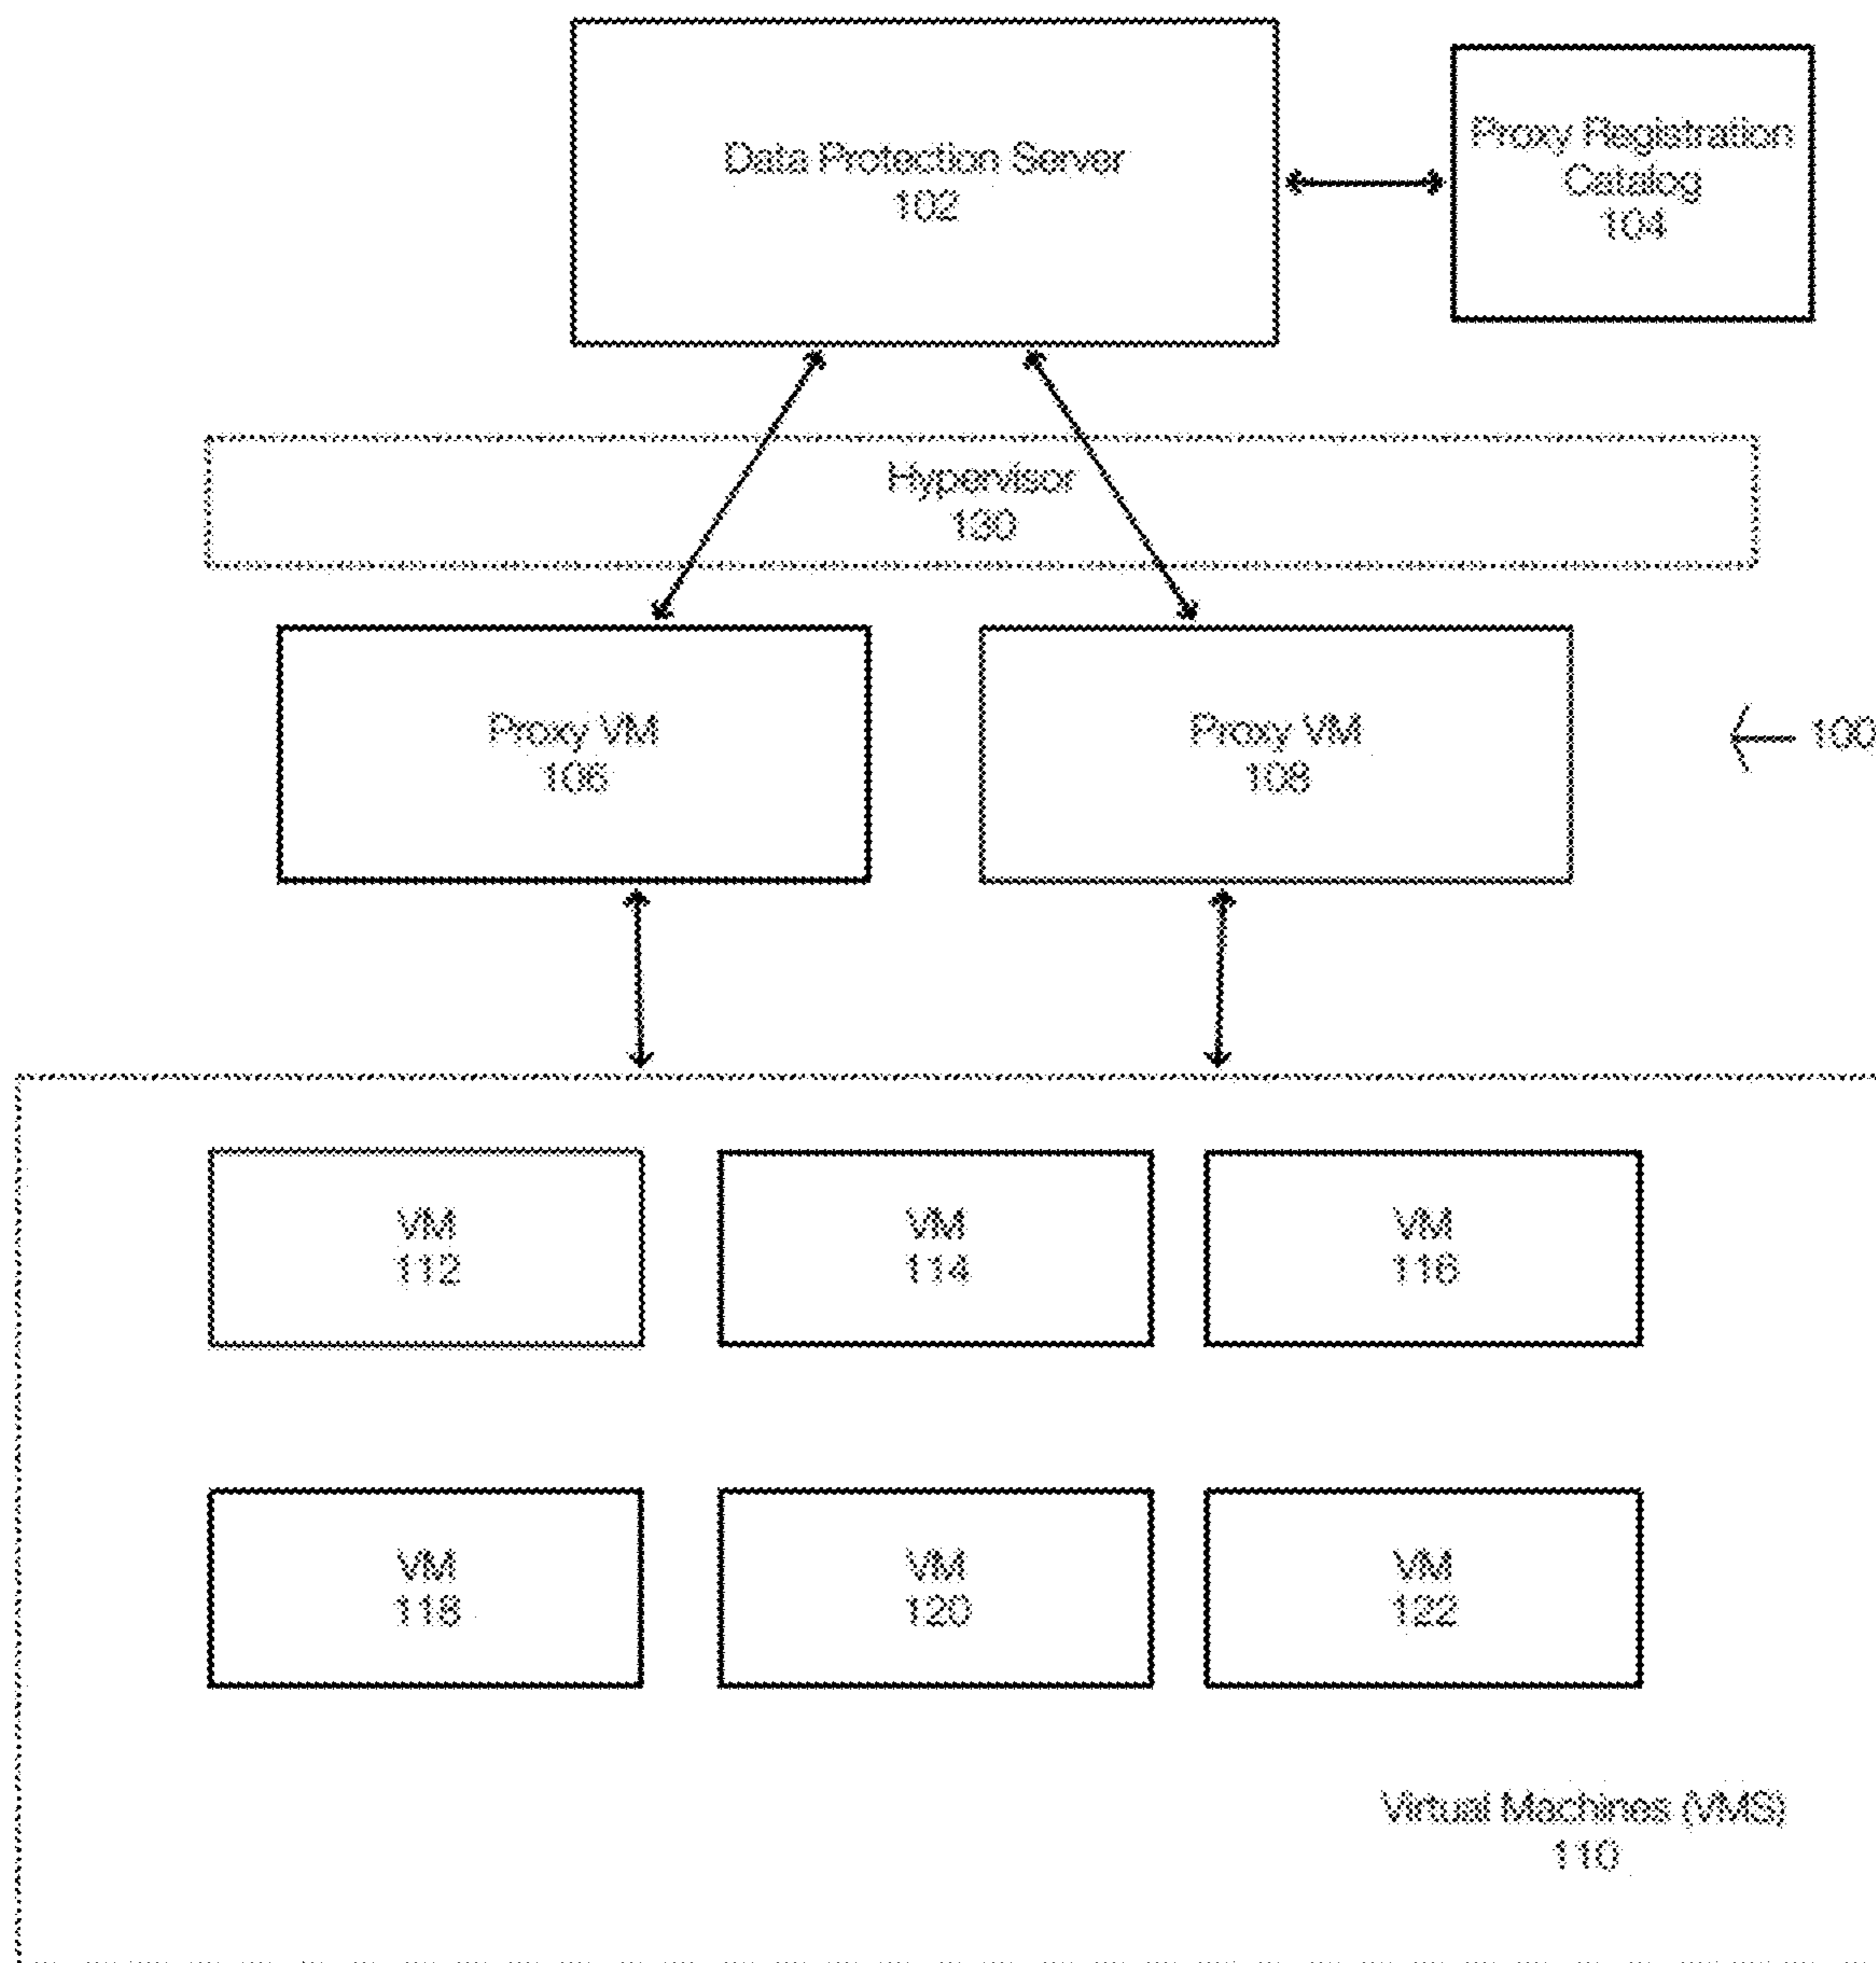 Data Protection Server
102
Proxy Registration
Catalog
104
Hypervisor
130
Proxy VM
106
Proxy VM
108
100
VM
112
VM
114
VM
116
VM
118
VM
120
VM
122
Virtual Machines (VMS)
110